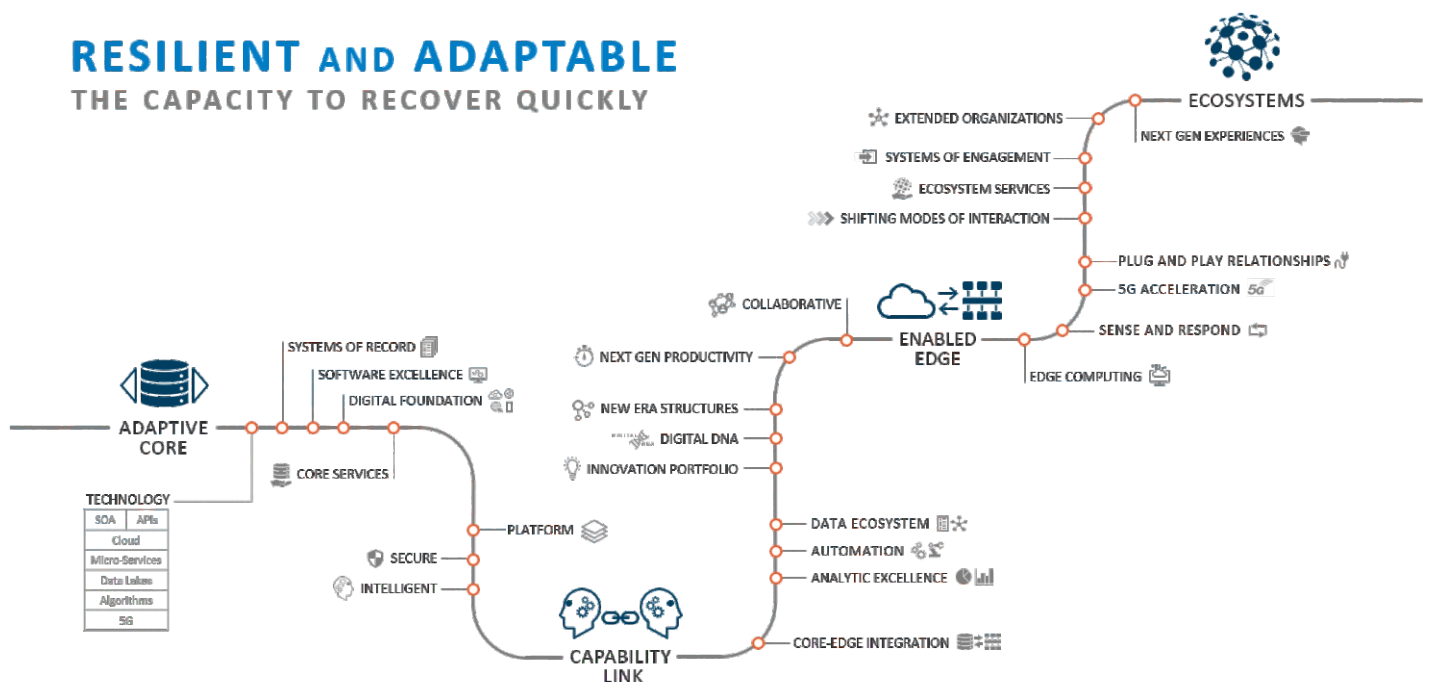 RESILIENT AND ADAPTABLE
THE CAPACITY TO RECOVER QUICKLY
ECOSYSTEMS
EXTENDED ORGANIZATIONS
NEXT GEN EXPERIENCES
SYSTEMS OF ENGAGEMENT
ECOSYSTEM SERVICES
SHIFTING MODES OF INTERACTION
PLUG AND PLAY RELATIONSHIPS
5G ACCELERATION 5G
SENSE AND RESPOND
COLLABORATIVE
ENABLED
EDGE
EDGE COMPUTING
NEXT GEN PRODUCTIVITY
NEW ERA STRUCTURES
DIGITAL DNA
INNOVATION PORTFOLIO
SYSTEMS OF RECORD
SOFTWARE EXCELLENCE
DIGITAL FOUNDATION
ADAPTIVE
CORE
CORE SERVICES
TECHNOLOGY
SOA APIs
Cloud
Micro-Services
Data Lakes
Algorithms
5G
PLATFORM
SECURE
INTELLIGENT
DATA ECOSYSTEM
AUTOMATION
ANALYTIC EXCELLENCE
CORE-EDGE INTEGRATION
CAPABILITY
LINK